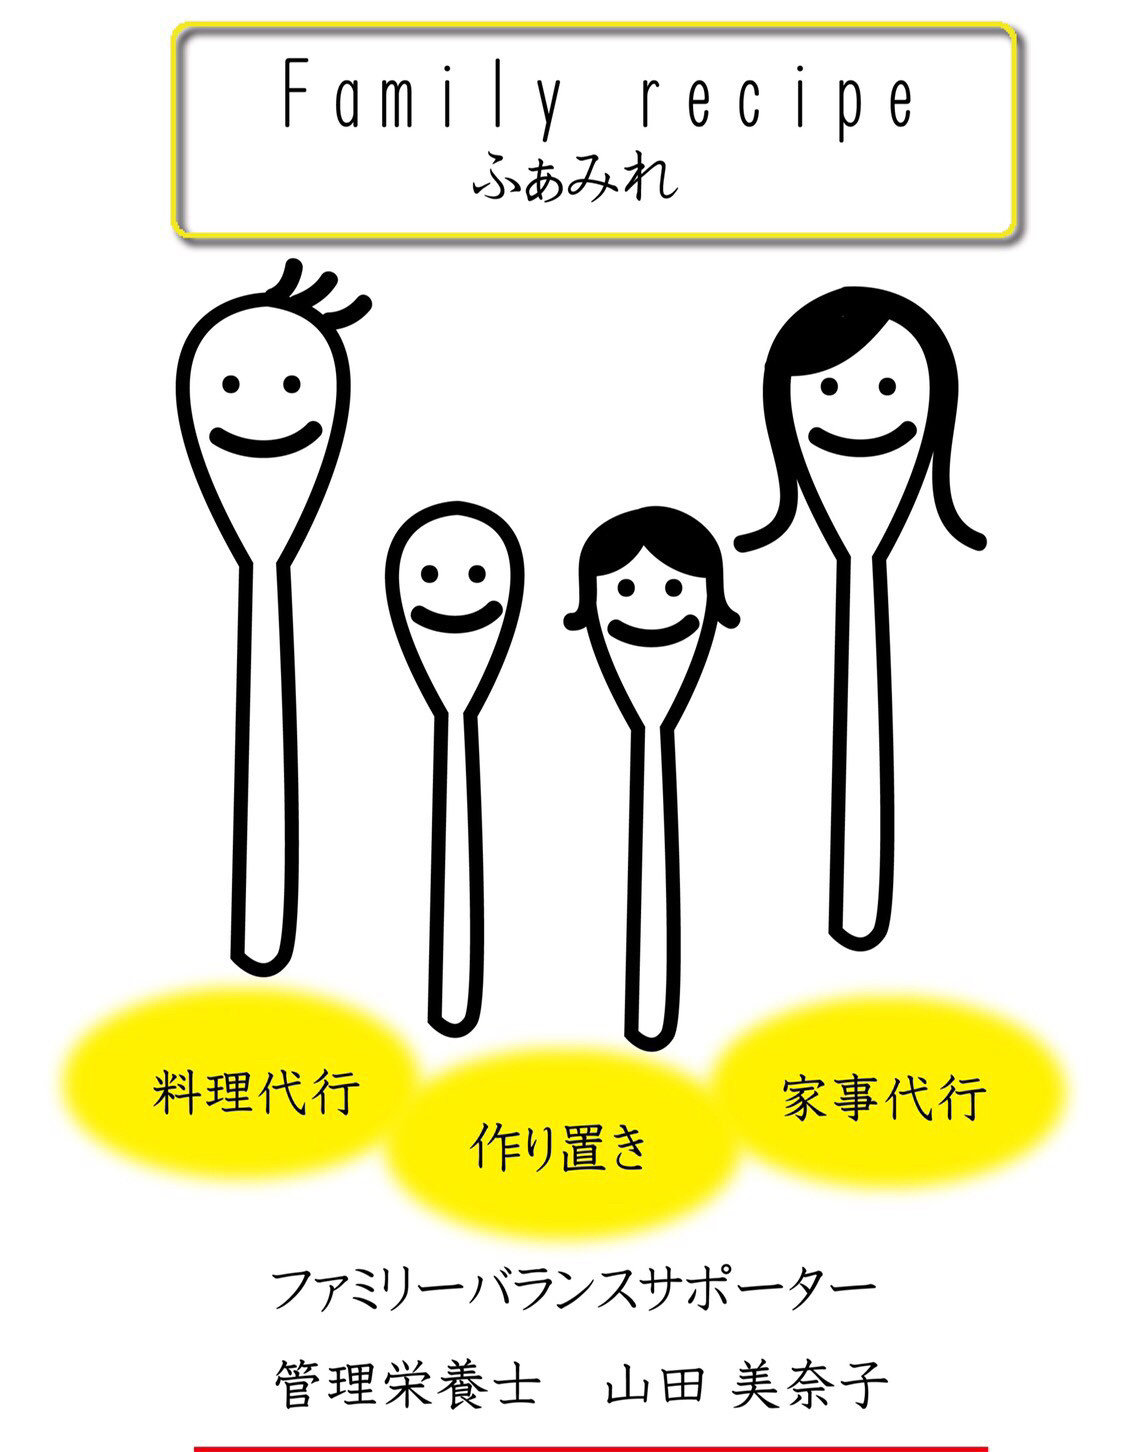 Family recipe
ふぁみれ
料理代行
作り置き
家事代行
ファミリーバランスサポーター
管理栄養士　山田 美奈子